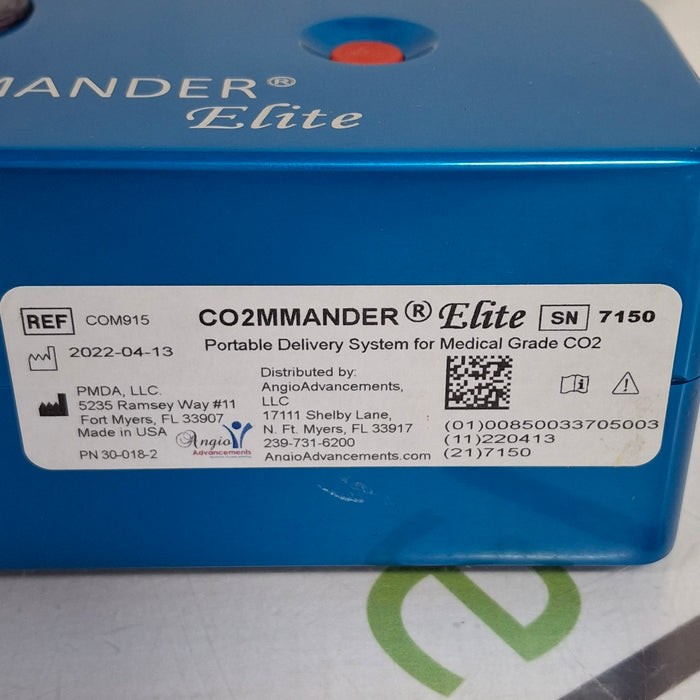 MANDER®
Elite
REF COM915
CO2MMANDER® Elite SN 7150
Portable Delivery System for Medical Grade CO2
2022-04-13
PMDA, LLC.
5235 Ramsey Way #11
Fort Myers, FL 33907
Made in USA
PN 30-018-2
Angio
Advancements
Distributed by:
AngioAdvancements,
LLC
17111 Shelby Lane,
N. Ft. Myers, FL 33917
239-731-6200
AngioAdvancements.com
(01)00850033705003
(11)220413
(21)7150